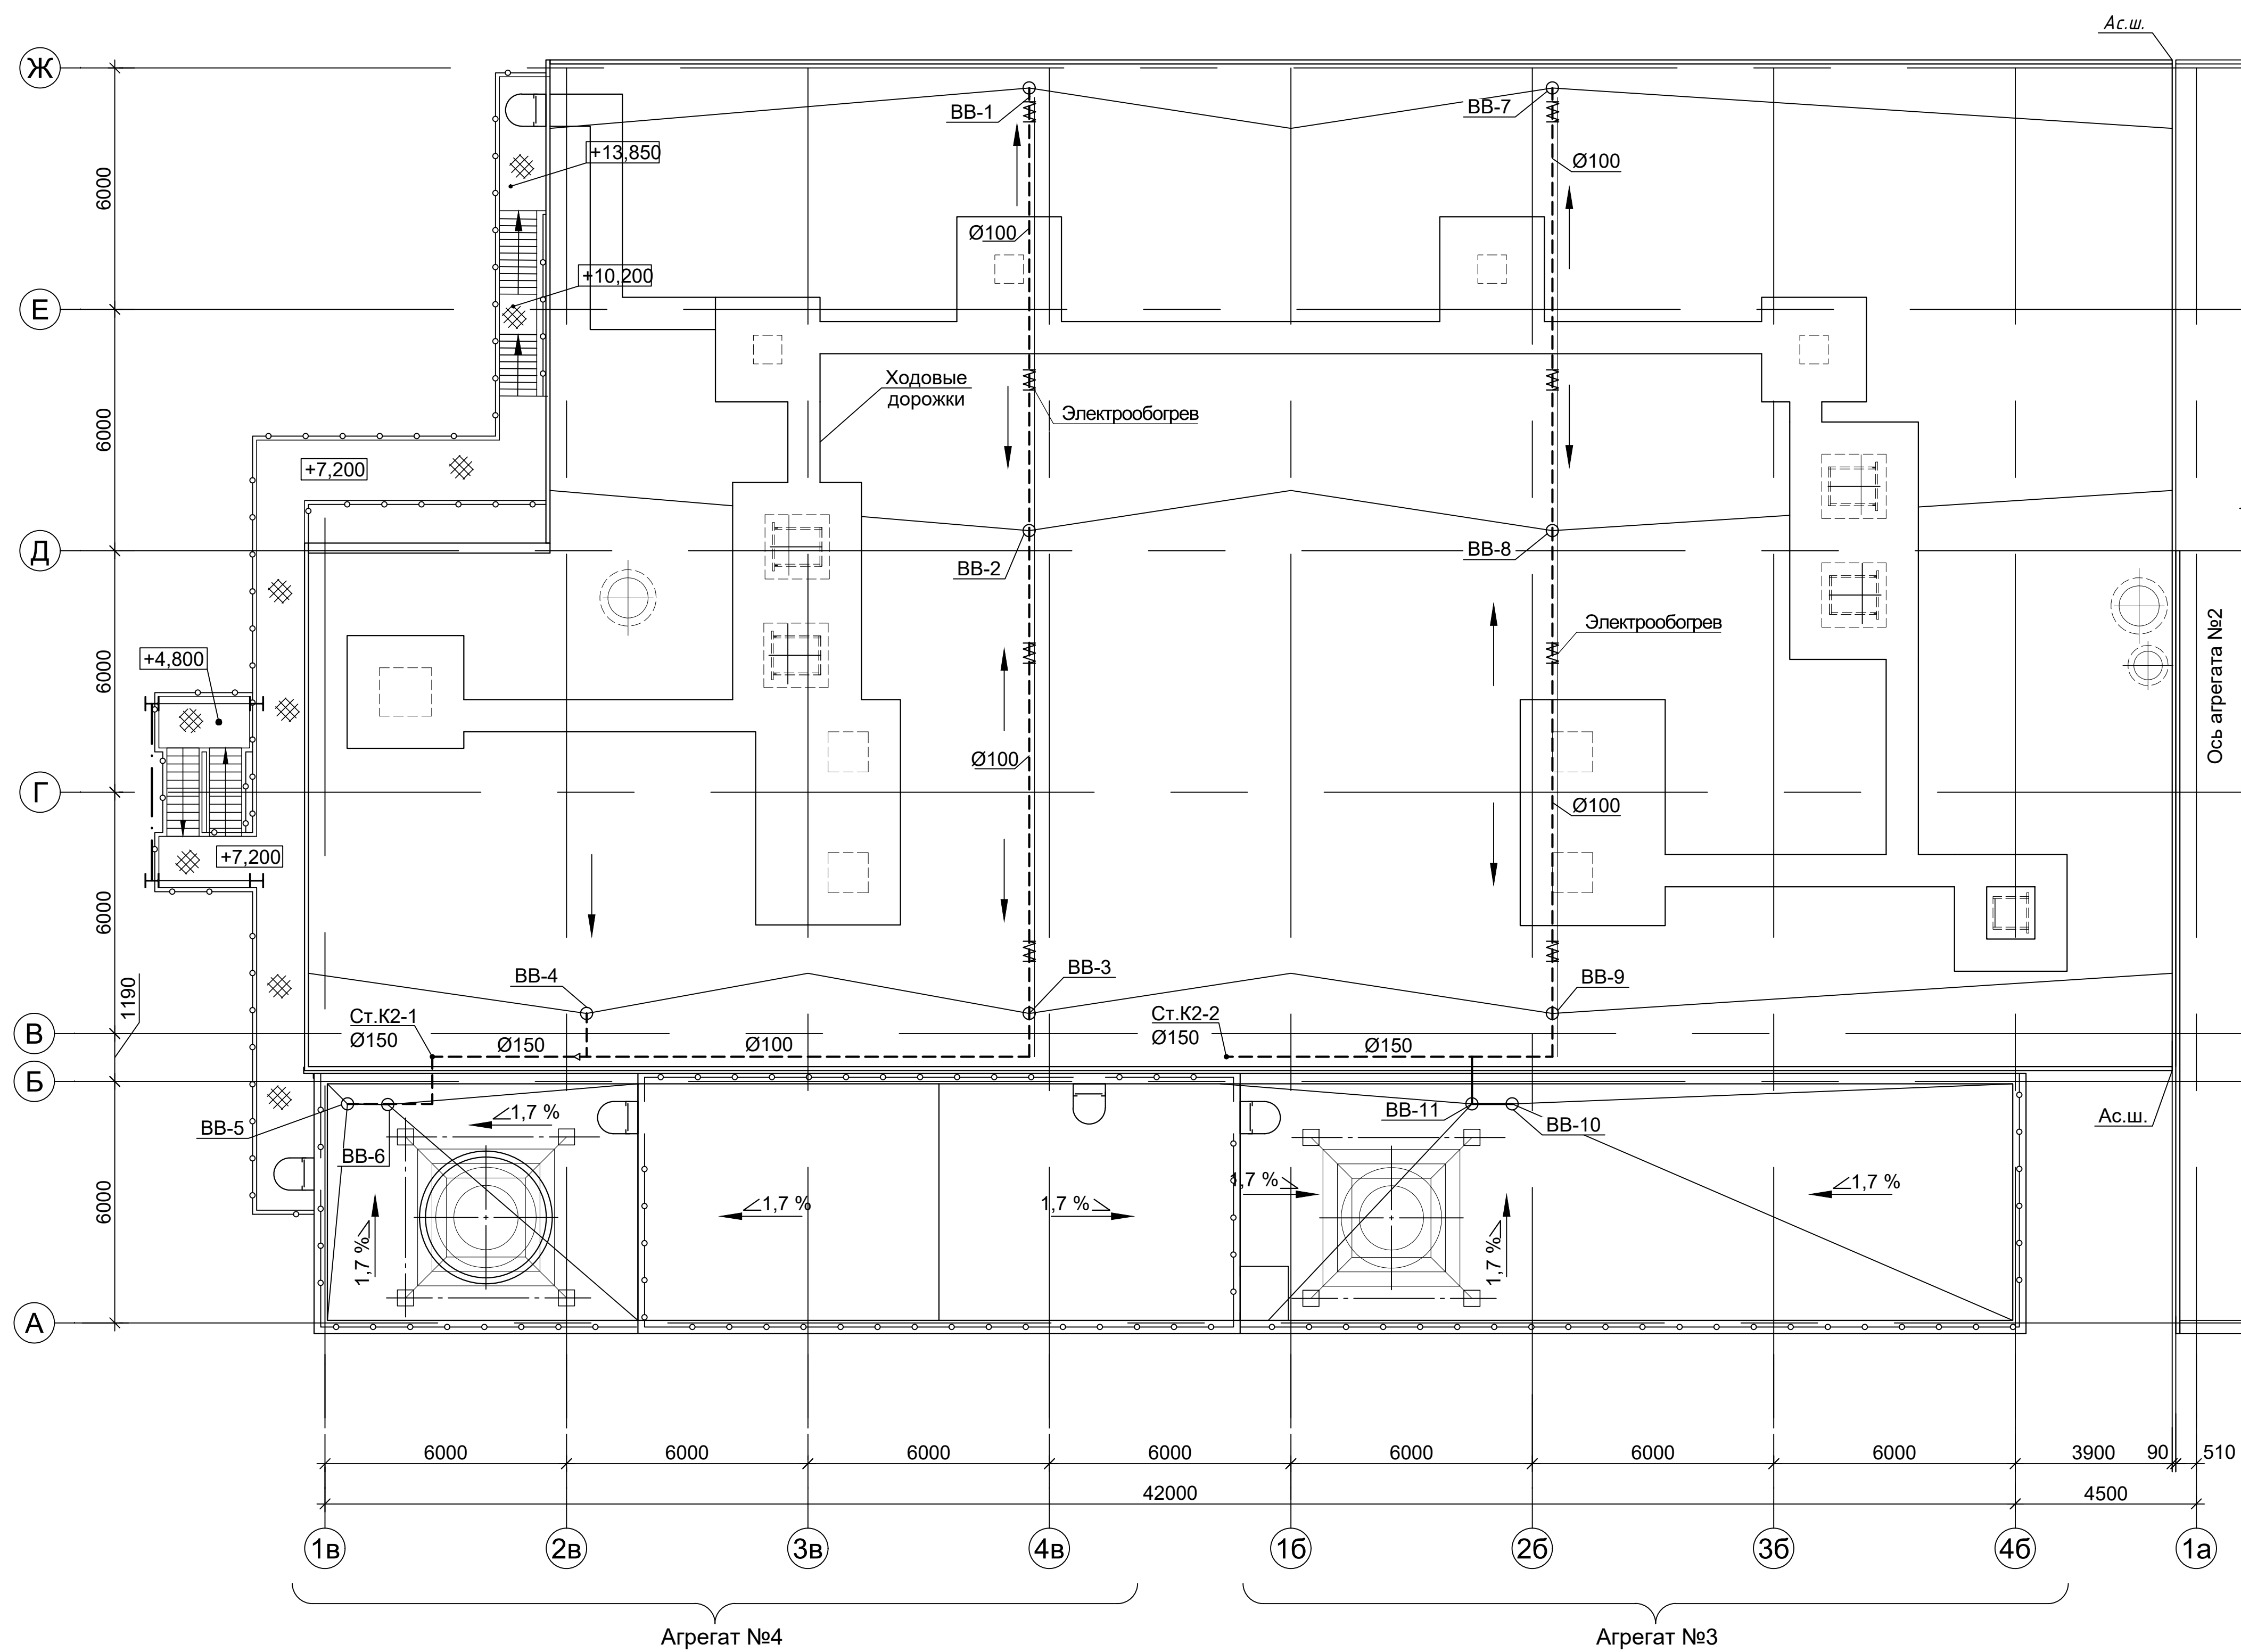 Ас.ш.
Ж
ВВ-1
ВВ-7
6000
+13,850
Ø100
Ø100
+10,200
Е
Ходовые
дорожки
Электрообогрев
6000
+7,200
Д
ВВ-2
ВВ-8
Электрообогрев
6000
+4,800
Ось агрегата №2
Ø100
Г
Ø100
+7,200
6000
ВВ-4
ВВ-3
ВВ-9
1190
Ст.К2-1
Ø150
Ст.К2-2
Ø150
В
Ø150
Ø100
Ø150
Б
ВВ-5
1,7 %
ВВ-11
ВВ-10
Ас.ш.
ВВ-6
6000
1,7 %
1,7 %
1,7 %
1,7 %
1,7 %
1,7 %
А
6000
6000
6000
6000
6000
6000
6000
3900
90
510
42000
4500
1в
2в
3в
4в
1б
2б
3б
4б
1а
Агрегат №4
Агрегат №3